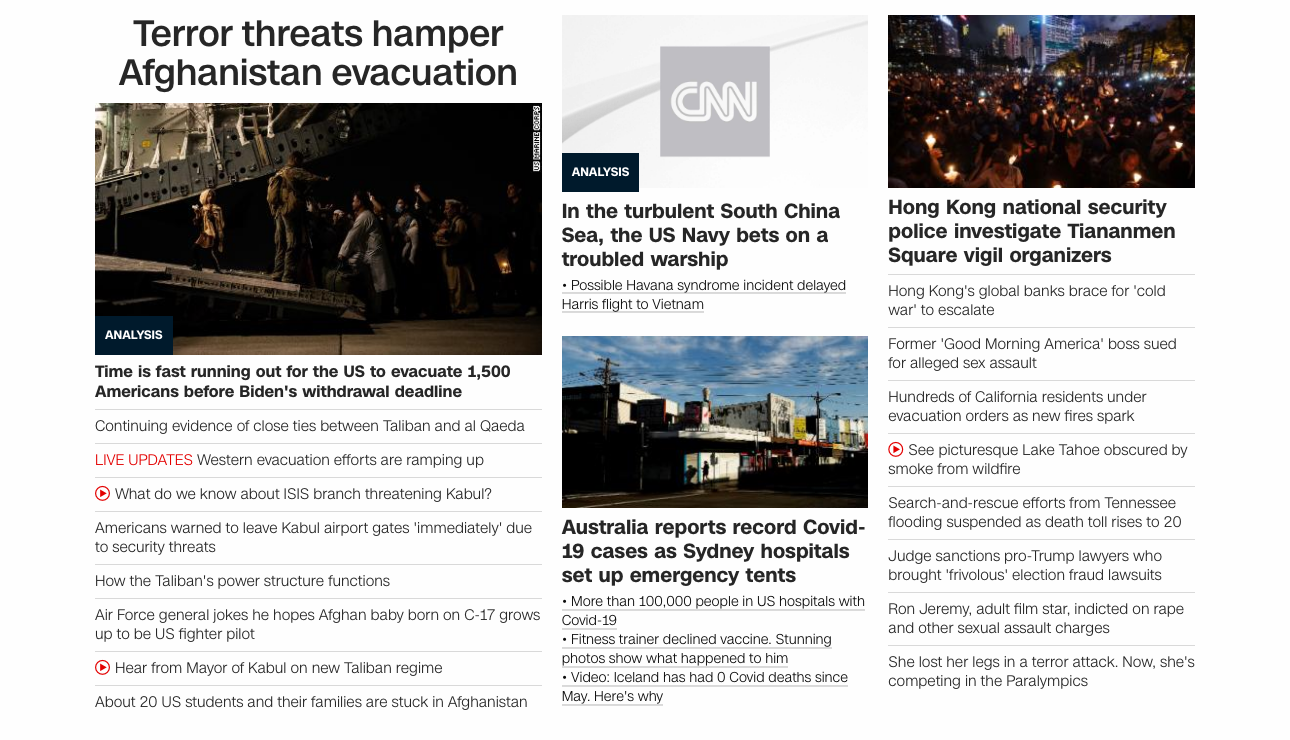 Terror threats hamper
Afghanistan evacuation
US MARINE CORPS
ANALYSIS
Time is fast running out for the US to evacuate 1,500
Americans before Biden's withdrawal deadline
Continuing evidence of close ties between Taliban and al Qaeda
LIVE UPDATES Western evacuation efforts are ramping up
What do we know about ISIS branch threatening Kabul?
Americans warned to leave Kabul airport gates 'immediately' due
to security threats
How the Taliban's power structure functions
Air Force general jokes he hopes Afghan baby born on C-17 grows
up to be US fighter pilot
Hear from Mayor of Kabul on new Taliban regime
About 20 US students and their families are stuck in Afghanistan
CNN
ANALYSIS
In the turbulent South China
Sea, the US Navy bets on a
troubled warship
• Possible Havana syndrome incident delayed
Harris flight to Vietnam
Australia reports record Covid-
19 cases as Sydney hospitals
set up emergency tents
• More than 100,000 people in US hospitals with
Covid-19
• Fitness trainer declined vaccine. Stunning
photos show what happened to him
• Video: Iceland has had 0 Covid deaths since
May. Here's why
Hong Kong national security
police investigate Tiananmen
Square vigil organizers
Hong Kong's global banks brace for 'cold
war' to escalate
Former 'Good Morning America' boss sued
for alleged sex assault
Hundreds of California residents under
evacuation orders as new fires spark
See picturesque Lake Tahoe obscured by
smoke from wildfire
Search-and-rescue efforts from Tennessee
flooding suspended as death toll rises to 20
Judge sanctions pro-Trump lawyers who
brought 'frivolous' election fraud lawsuits
Ron Jeremy, adult film star, indicted on rape
and other sexual assault charges
She lost her legs in a terror attack. Now, she's
competing in the Paralympics